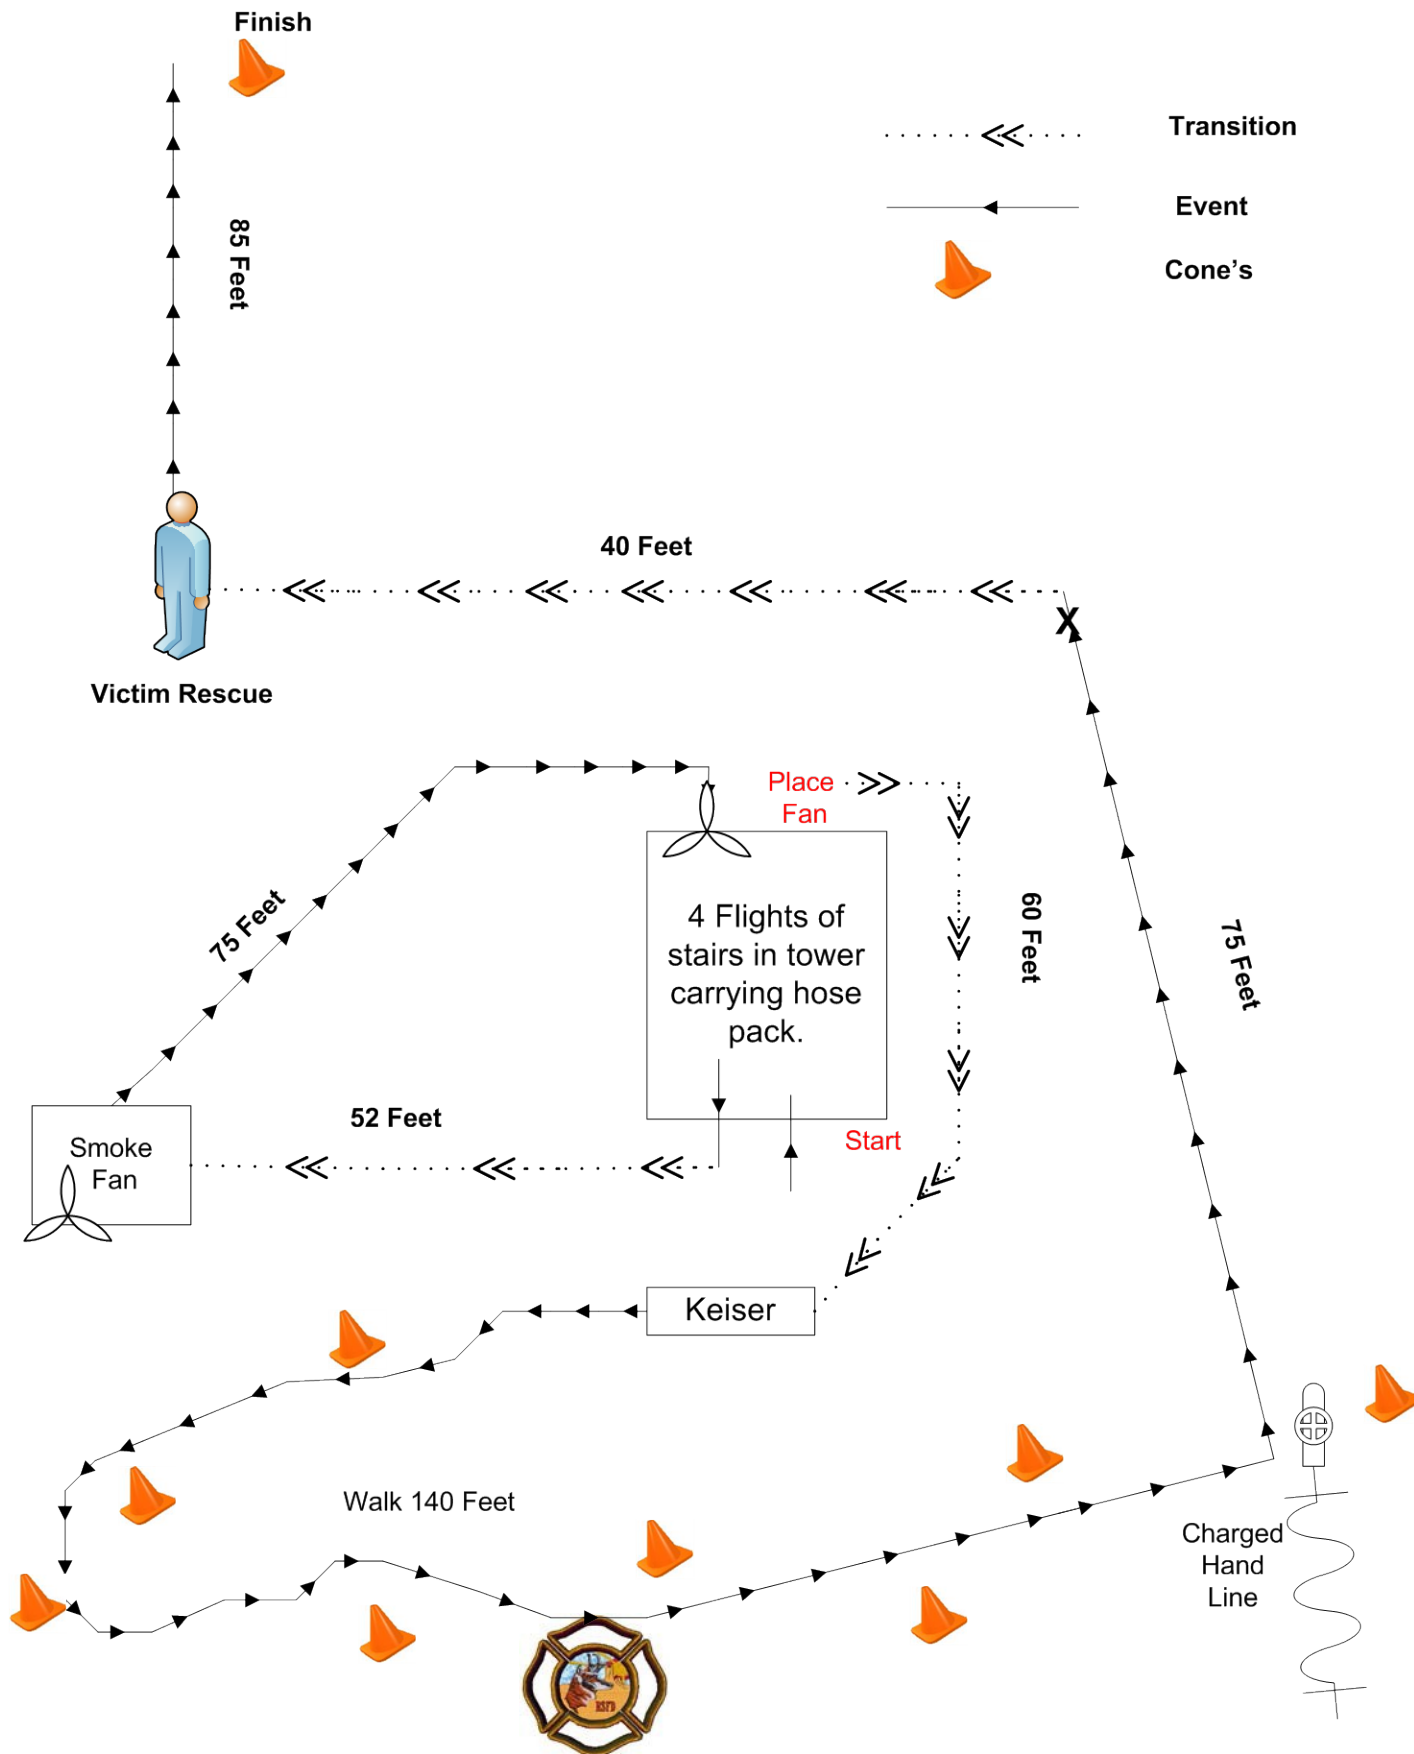 Finish
Transition
Event
Cone's
85 Feet
40 Feet
Victim Rescue
Place
Fan
75 Feet
4 Flights of
stairs in tower
carrying hose
pack.
60 Feet
75 Feet
52 Feet
Start
Smoke
Fan
Keiser
Walk 140 Feet
Charged
Hand
Line
X
RSFD